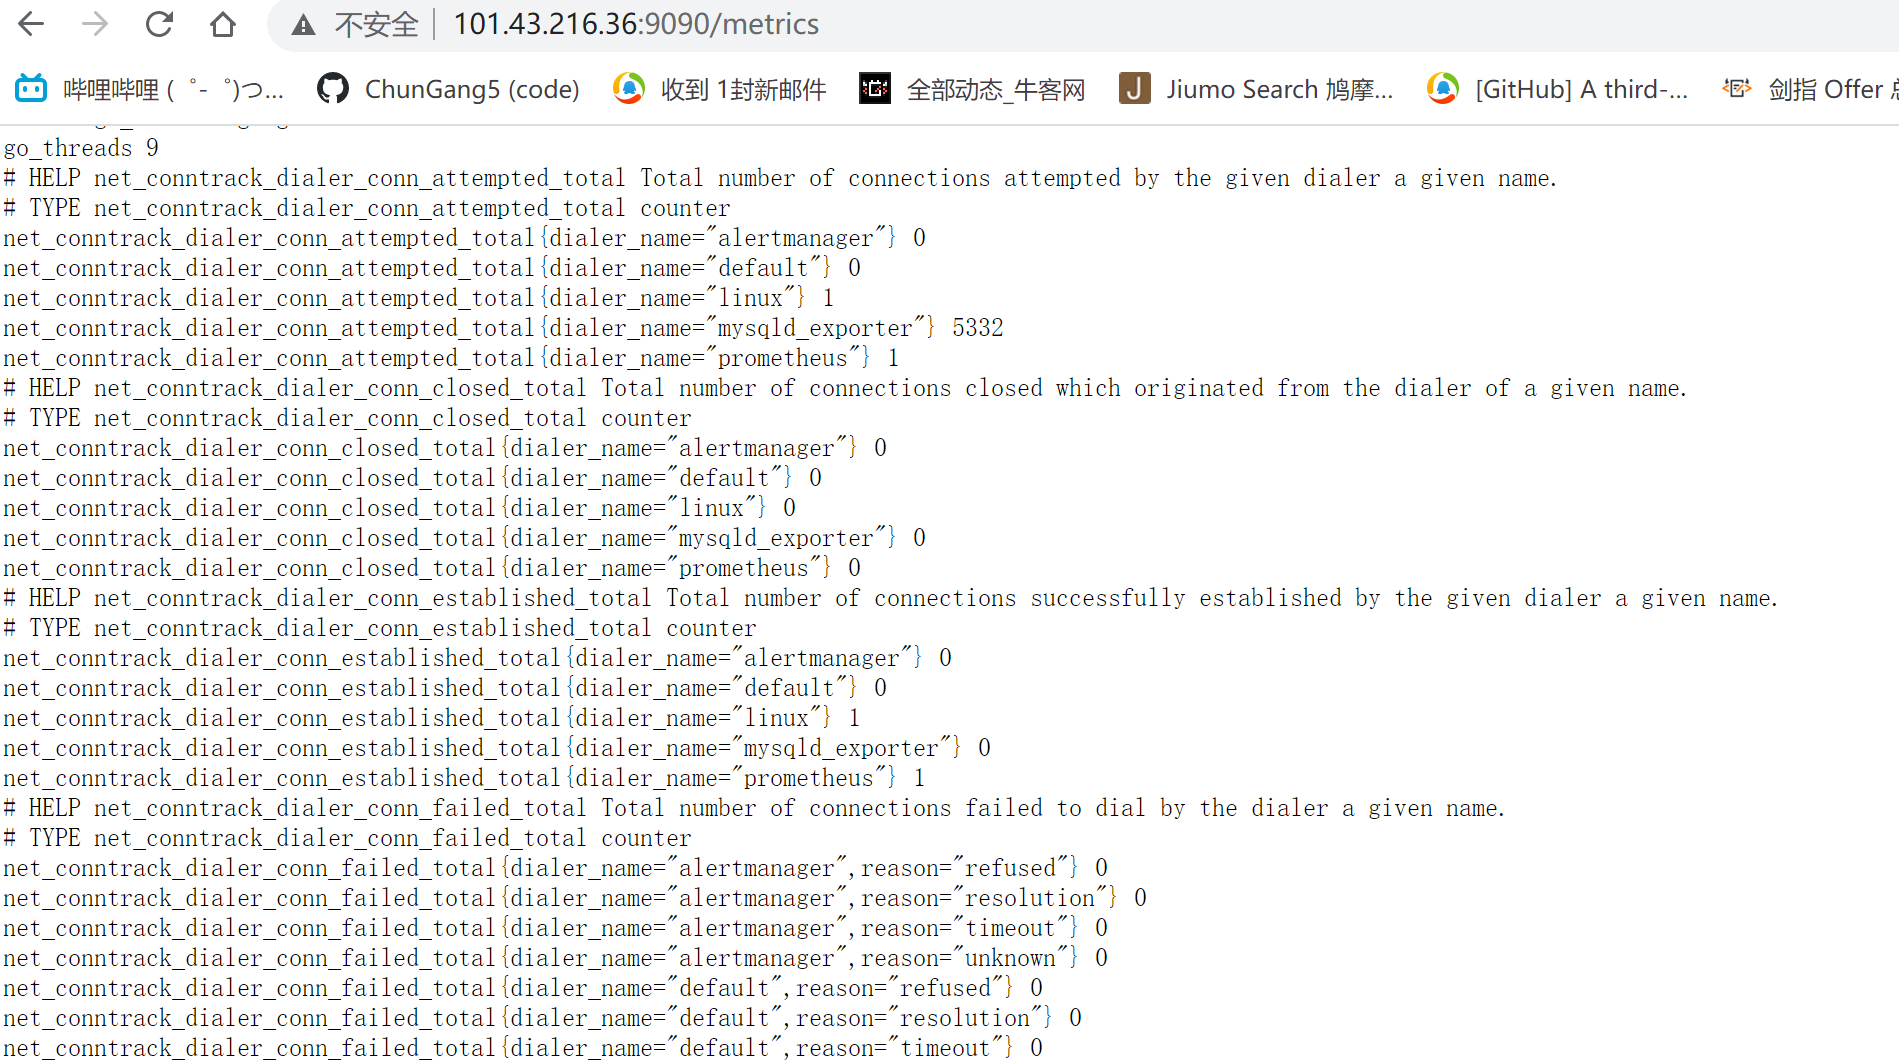 不安全 101.43.216.36:9090/metrics
哔哩哔哩 (゜-゜)つ... ChunGang5 (code) 收到 1封新邮件 全部动态_牛客网 Jiumo Search 鸠摩... [GitHub] A third-... 剑指 Offer 总
go_threads 9
# HELP net_conntrack_dialer_conn_attempted_total Total number of connections attempted by the given dialer a given name.
# TYPE net_conntrack_dialer_conn_attempted_total counter
net_conntrack_dialer_conn_attempted_total{dialer_name="alertmanager"} 0
net_conntrack_dialer_conn_attempted_total{dialer_name="default"} 0
net_conntrack_dialer_conn_attempted_total{dialer_name="linux"} 1
net_conntrack_dialer_conn_attempted_total{dialer_name="mysqld_exporter"} 5332
net_conntrack_dialer_conn_attempted_total{dialer_name="prometheus"} 1
# HELP net_conntrack_dialer_conn_closed_total Total number of connections closed which originated from the dialer of a given name.
# TYPE net_conntrack_dialer_conn_closed_total counter
net_conntrack_dialer_conn_closed_total{dialer_name="alertmanager"} 0
net_conntrack_dialer_conn_closed_total{dialer_name="default"} 0
net_conntrack_dialer_conn_closed_total{dialer_name="linux"} 0
net_conntrack_dialer_conn_closed_total{dialer_name="mysqld_exporter"} 0
net_conntrack_dialer_conn_closed_total{dialer_name="prometheus"} 0
# HELP net_conntrack_dialer_conn_established_total Total number of connections successfully established by the given dialer a given name.
# TYPE net_conntrack_dialer_conn_established_total counter
net_conntrack_dialer_conn_established_total{dialer_name="alertmanager"} 0
net_conntrack_dialer_conn_established_total{dialer_name="default"} 0
net_conntrack_dialer_conn_established_total{dialer_name="linux"} 1
net_conntrack_dialer_conn_established_total{dialer_name="mysqld_exporter"} 0
net_conntrack_dialer_conn_established_total{dialer_name="prometheus"} 1
# HELP net_conntrack_dialer_conn_failed_total Total number of connections failed to dial by the dialer a given name.
# TYPE net_conntrack_dialer_conn_failed_total counter
net_conntrack_dialer_conn_failed_total{dialer_name="alertmanager",reason="refused"} 0
net_conntrack_dialer_conn_failed_total{dialer_name="alertmanager",reason="resolution"} 0
net_conntrack_dialer_conn_failed_total{dialer_name="alertmanager",reason="timeout"} 0
net_conntrack_dialer_conn_failed_total{dialer_name="alertmanager",reason="unknown"} 0
net_conntrack_dialer_conn_failed_total{dialer_name="default",reason="refused"} 0
net_conntrack_dialer_conn_failed_total{dialer_name="default",reason="resolution"} 0
net_conntrack_dialer_conn_failed_total{dialer_name="default",reason="timeout"} 0